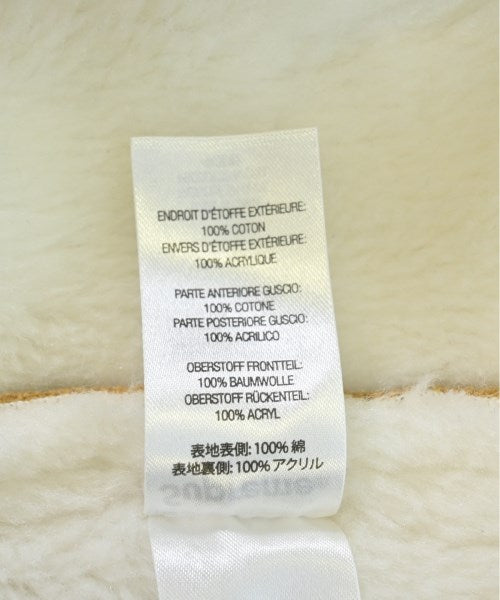 ENDROIT D'ÉTOFFE EXTÉRIEURE:
100% COTON
ENVERS D'ÉTOFFE EXTÉRIEURE:
100% ACRYLIQUE
PARTE ANTERIORE GUSCIO:
100% COTONE
PARTE POSTERIORE GUSCIO:
100% ACRILICO
OBERSTOFF FRONTTEIL:
100% BAUMWOLLE
OBERSTOFF RÜCKENTEIL:
100% ACRYL
表地表側: 100% 綿
表地裏側: 100% アクリル